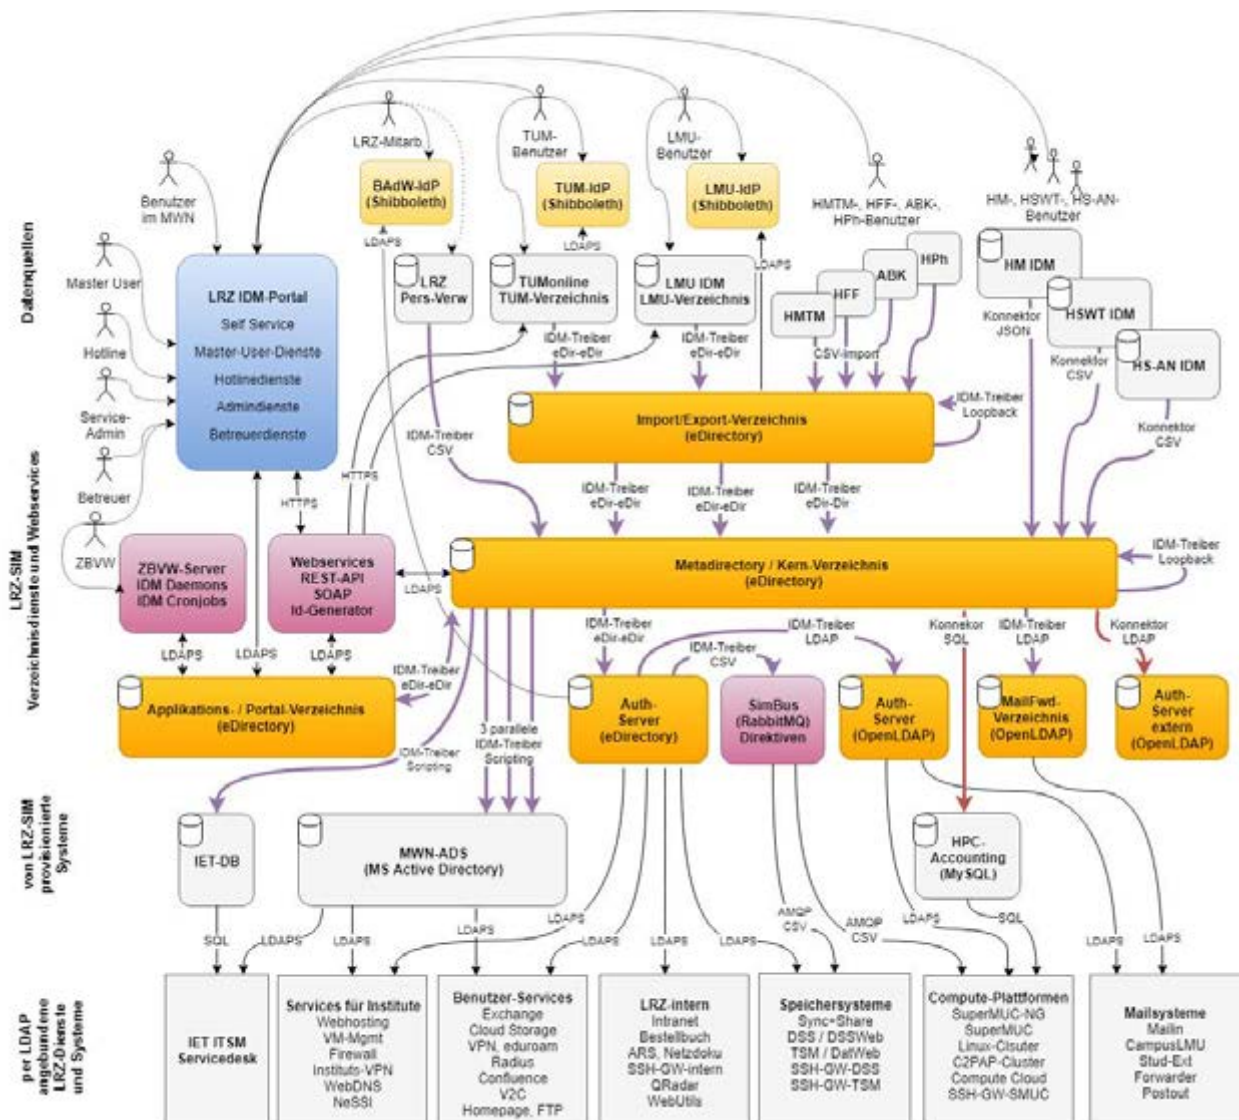 LRZ-Mitarb.
TUM-
Benutzer
LMU-
Benutzer
Benutzer
im MWN
BAdW-IdP
(Shibboleth)
TUM-IdP
(Shibboleth)
LMU-IdP
(Shibboleth)
HMTM-, HFF-, ABK-,
HPh-Benutzer
HM-, HSWT-, HS-AN-
Benutzer
Datenquellen
LDAPS
LDAPS
LDAPS
Master User
Hotline
Service-
Admin
Betreuer
ZBVW
LRZ IDM-Portal
Self Service
Master-User-Dienste
Hotlinedienste
Admindienste
Betreuerdienste
LRZ
Pers-Verw
TUMonline
TUM-Verzeichnis
LMU IDM
LMU-Verzeichnis
HMTM
HFF
ABK
HPh
HM IDM
HSWT IDM
HS-AN IDM
IDM-Treiber
eDir-eDir
IDM-Treiber
eDir-eDir
CSV-import
Konnektor
JSON
Konnektor
CSV
Konnektor
CSV
IDM-Treiber
CSV
Import/Export-Verzeichnis
(eDirectory)
IDM-Treiber
Loopback
LRZ-SIM
Verzeichnisdienste und Webservices
HTTPS
HTTPS
IDM-Treiber
eDir-eDir
IDM-Treiber
eDir-eDir
IDM-Treiber
eDir-Dir
ZBVW-Server
IDM Daemons
IDM Cronjobs
Webservices
REST-API
SOAP
Id-Generator
LDAPS
Metadirectory / Kern-Verzeichnis
(eDirectory)
IDM-Treiber
Loopback
LDAPS
LDAPS
LDAPS
IDM-Treiber
eDir-eDir
IDM-Treiber
eDir-eDir
IDM-Treiber
CSV
IDM-Treiber
LDAP
Konnekor
SQL
IDM-Treiber
LDAP
Konnektor
LDAP
Applikations- / Portal-Verzeichnis
(eDirectory)
IDM-Treiber
Scripting
3 parallele
IDM-Treiber
Scripting
Auth-
Server
(eDirectory)
SimBus
(RabbitMQ)
Direktiven
Auth-
Server
(OpenLDAP)
MailFwd-
Verzeichnis
(OpenLDAP)
Auth-
Server
extern
(OpenLDAP)
von LRZ-SIM
provisionierte
Systeme
IET-DB
MWN-ADS
(MS Active Directory)
HPC-
Accounting
(MySQL)
SQL
LDAPS
LDAPS
LDAPS
LDAPS
LDAPS
LDAPS
LDAPS
AMQP
CSV
AMQP
CSV
LDAPS
SQL
LDAPS
LDAPS
per LDAP
angebundene
LRZ-Dienste
und Systeme
IET ITSM
Servicedesk
Services für Institute
Webhosting
VM-Mgmt
Firewall
Instituts-VPN
WebDNS
NeSSI
Benutzer-Services
Exchange
Cloud Storage
VPN, eduroam
Radius
Confluence
V2C
Homepage, FTP
LRZ-intern
Intranet
Bestellbuch
ARS, Netzdoku
SSH-GW-intern
QRadar
WebUtils
Speichersysteme
Sync+Share
DSS / DSSWeb
TSM / DatWeb
SSH-GW-DSS
SSH-GW-TSM
Compute-Plattformen
SuperMUC-NG
SuperMUC
Linux-Clsuter
C2PAP-Cluster
Compute Cloud
SSH-GW-SMUC
Mailsysteme
Mailin
CampusLMU
Stud-Ext
Forwarder
Postout